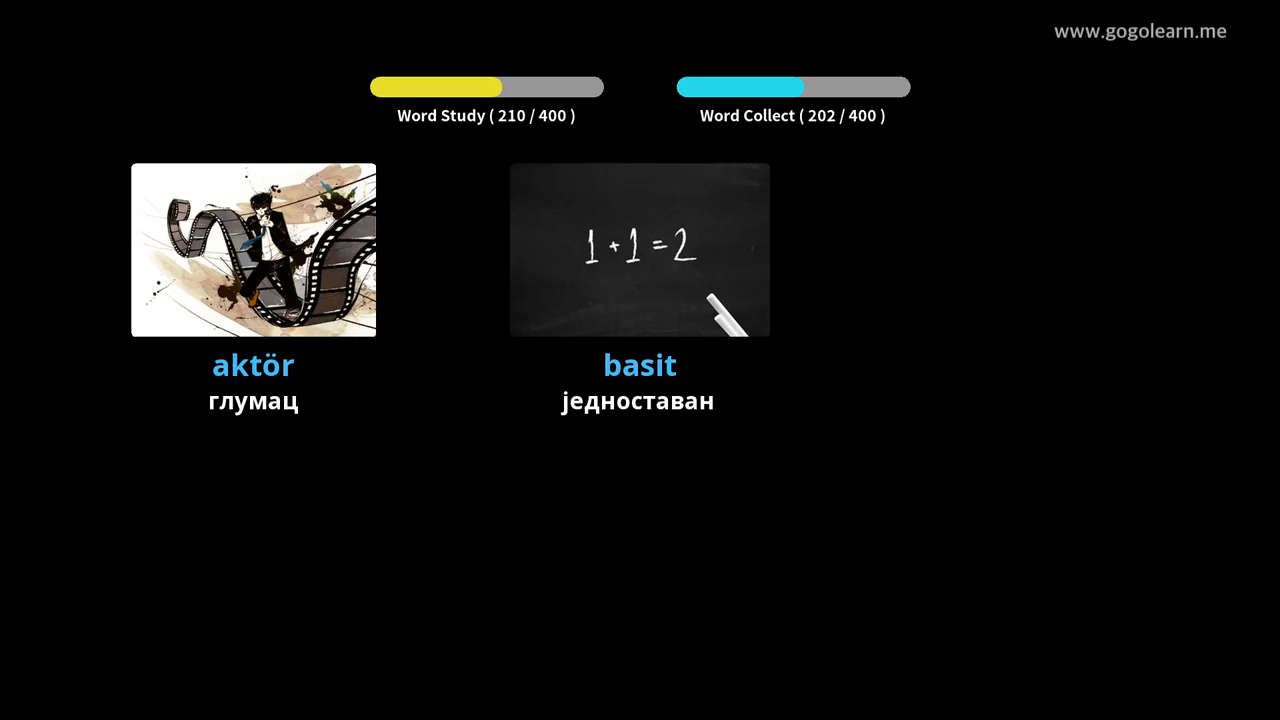 www.gogolearn.me
Word Study ( 210 / 400 )
Word Collect ( 202 / 400 )
1 + 1 = 2
aktör
глумац
basit
једноставан